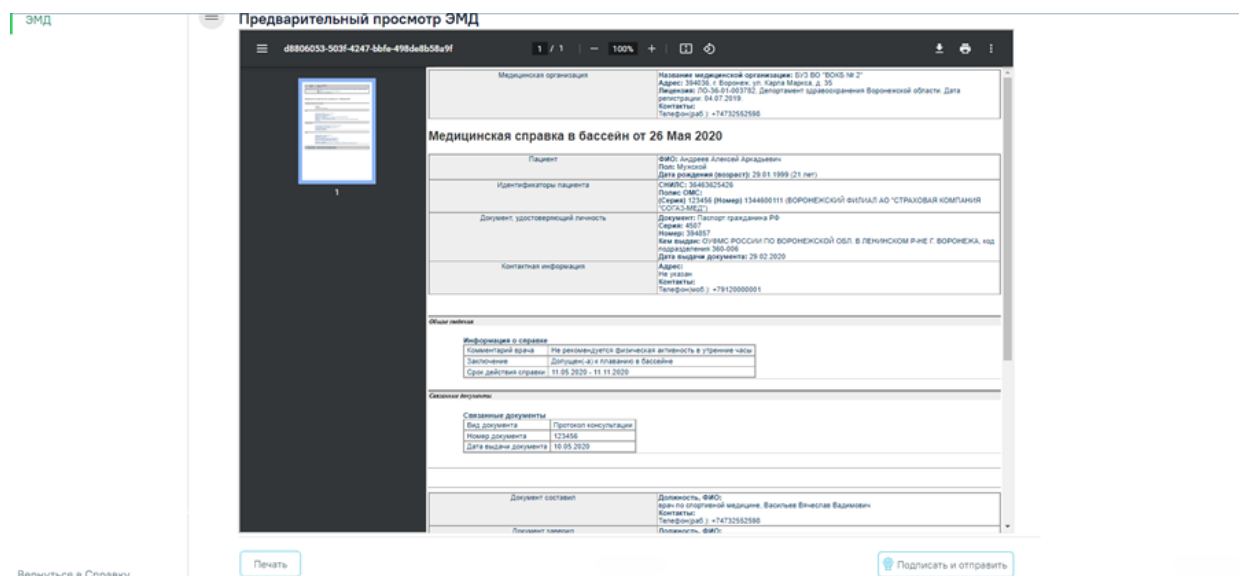 ЭМД
Предварительный просмотр ЭМД
d8806053-503f-4247-bbfe-498de8b58a9f
1 / 1
100%
Медицинская организация
Название медицинской организации: БУЗ ВО "ВОКБ № 2"
Адрес: 394036, г. Воронеж, ул. Карла Маркса, д. 35
Лицензия: ЛО-36-01-003782, Департамент здравоохранения Воронежской области. Дата
регистрации: 04.07.2019.
Контакты:
Телефон(раб.): +74732552598
Медицинская справка в бассейн от 26 Мая 2020
Пациент
ФИО: Андреев Алексей Аркадьевич
Пол: Мужской
Дата рождения (возраст): 29.01.1999 (21 лет)
Идентификаторы пациента
СНИЛС: 36463625426
Полис ОМС:
(Серия) 123456 (Номер) 1344600111 (ВОРОНЕЖСКИЙ ФИЛИАЛ АО "СТРАХОВАЯ КОМПАНИЯ
"СОГАЗ-МЕД")
Документ, удостоверяющий личность
Документ: Паспорт гражданина РФ
Серия: 4507
Номер: 394857
Кем выдан: ОУФМС РОССИИ ПО ВОРОНЕЖСКОЙ ОБЛ. В ЛЕНИНСКОМ Р-НЕ Г. ВОРОНЕЖА, код
подразделения 360-006
Дата выдачи документа: 29.02.2020
Контактная информация
Адрес:
Не указан
Контакты:
Телефон(моб.): +79120000001
1
Общие сведения
Информация о справке
Комментарий врача Не рекомендуется физическая активность в утренние часы
Заключение Допущен(-а) к плаванию в бассейне
Срок действия справки 11.05.2020 - 11.11.2020
Связанные документы
Связанные документы
Вид документа Протокол консультации
Номер документа 123456
Дата выдачи документа 10.05.2020
Документ составил
Должность, ФИО:
врач по спортивной медицине, Васильев Вячеслав Вадимович
Контакты:
Телефон(раб.): +74732552598
Документ заверил
Должность, ФИО:
Печать
Подписать и отправить
Вернуться в Справку